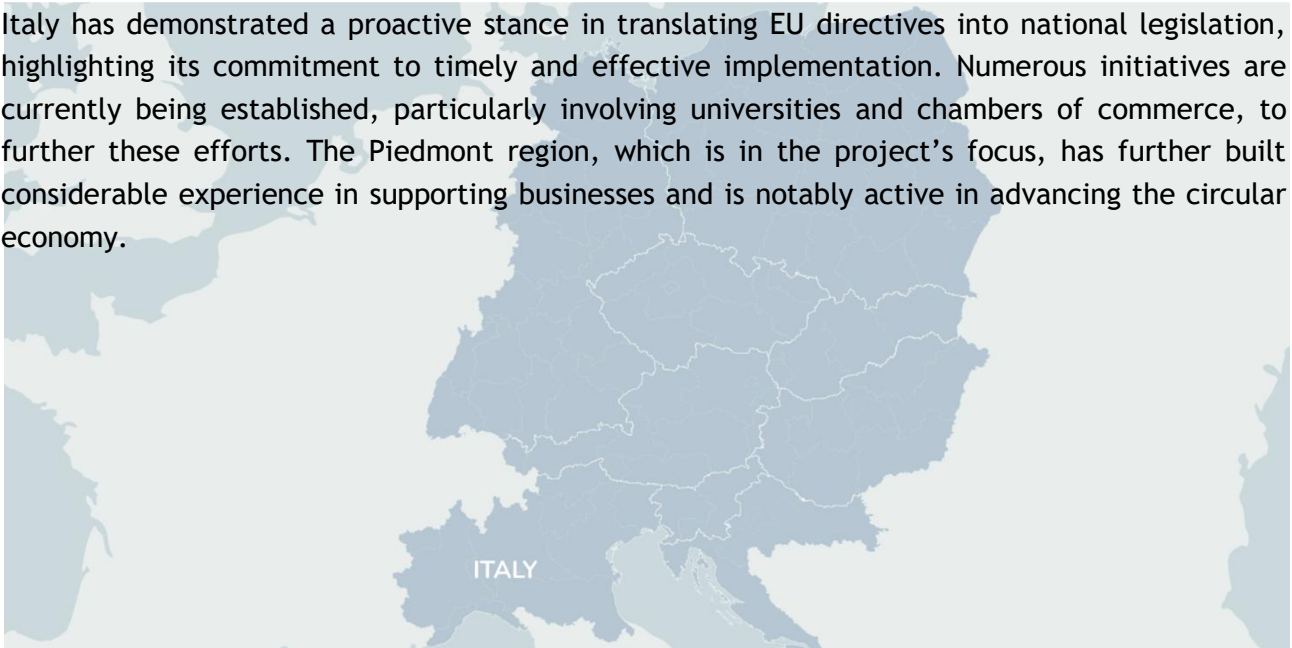 Italy has demonstrated a proactive stance in translating EU directives into national legislation,
highlighting its commitment to timely and effective implementation. Numerous initiatives are
currently being established, particularly involving universities and chambers of commerce, to
further these efforts. The Piedmont region, which is in the project’s focus, has further built
considerable experience in supporting businesses and is notably active in advancing the circular
economy.
ITALY